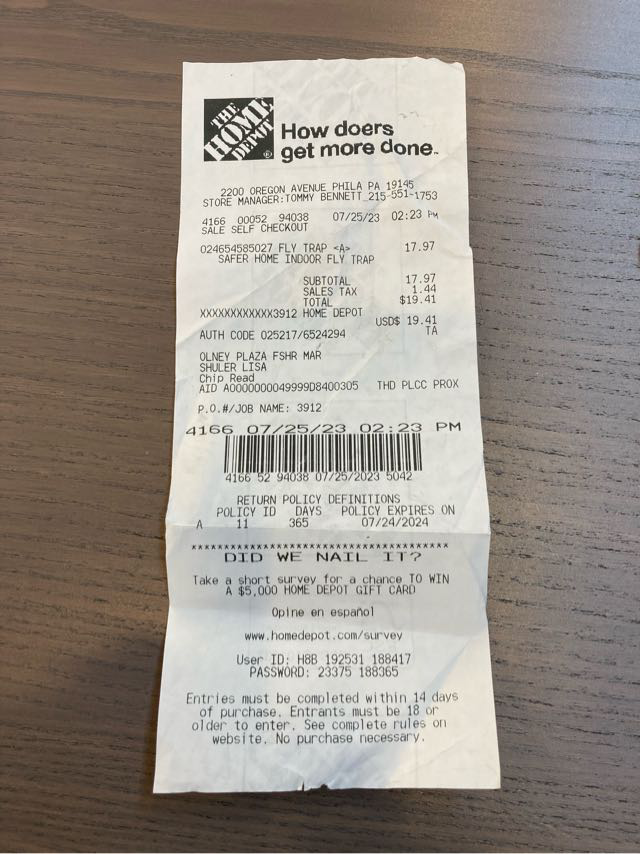 THE
HOME
DEPOT
®
How doers
get more done.™
2200 OREGON AVENUE PHILA PA 19145
STORE MANAGER:TOMMY BENNETT 215-551-1753
4166 00052 94038 07/25/23 02:23 PM
SALE SELF CHECKOUT
024654585027 FLY TRAP <A> 17.97
SAFER HOME INDOOR FLY TRAP
SUBTOTAL 17.97
SALES TAX 1.44
TOTAL $19.41
XXXXXXXXXXXX3912 HOME DEPOT
USD$ 19.41
AUTH CODE 025217/6524294 TA
OLNEY PLAZA FSHR MAR
SHULER LISA
Chip Read
AID A0000000049999D8400305 THD PLCC PROX
P.O.#/JOB NAME: 3912
4166 07/25/23 02:23 PM
4166 52 94038 07/25/2023 5042
RETURN POLICY DEFINITIONS
POLICY ID DAYS POLICY EXPIRES ON
A 11 365 07/24/2024
DID WE NAIL IT?
Take a short survey for a chance TO WIN
A $5,000 HOME DEPOT GIFT CARD
Opine en español
www.homedepot.com/survey
User ID: H8B 192531 188417
PASSWORD: 23375 188365
Entries must be completed within 14 days
of purchase. Entrants must be 18 or
older to enter. See complete rules on
website. No purchase necessary.